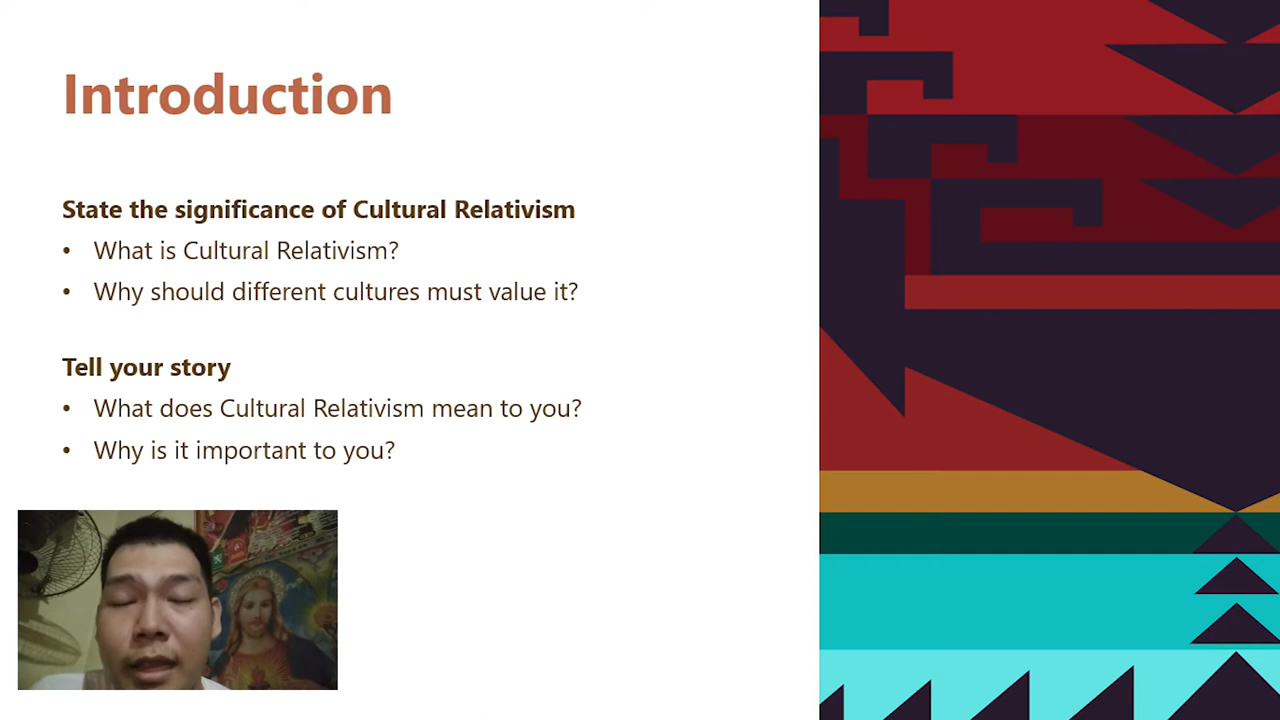 Introduction
State the significance of Cultural Relativism
• What is Cultural Relativism?
• Why should different cultures must value it?
Tell your story
• What does Cultural Relativism mean to you?
• Why is it important to you?